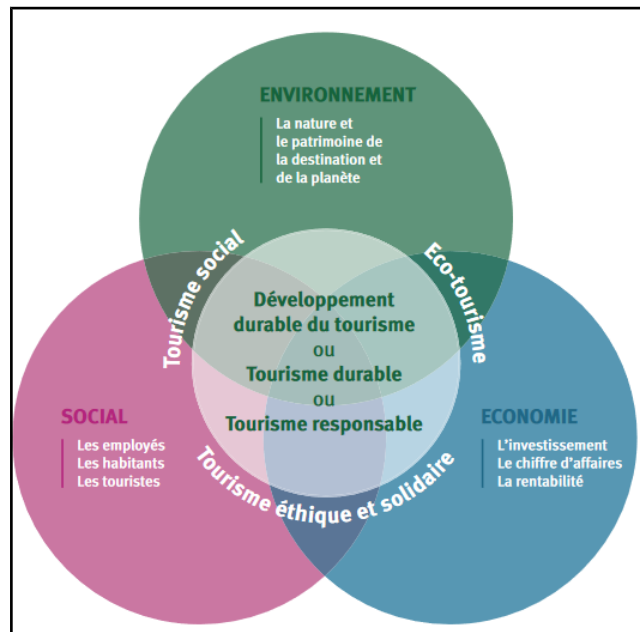 ENVIRONNEMENT
La nature et
le patrimoine de
la destination et
de la planète
Tourisme social
Eco-tourisme
Développement
durable du tourisme
ou
Tourisme durable
ou
Tourisme responsable
SOCIAL
Les employés
Les habitants
Les touristes
ECONOMIE
L’investissement
Le chiffre d’affaires
La rentabilité
Tourisme éthique et solidaire